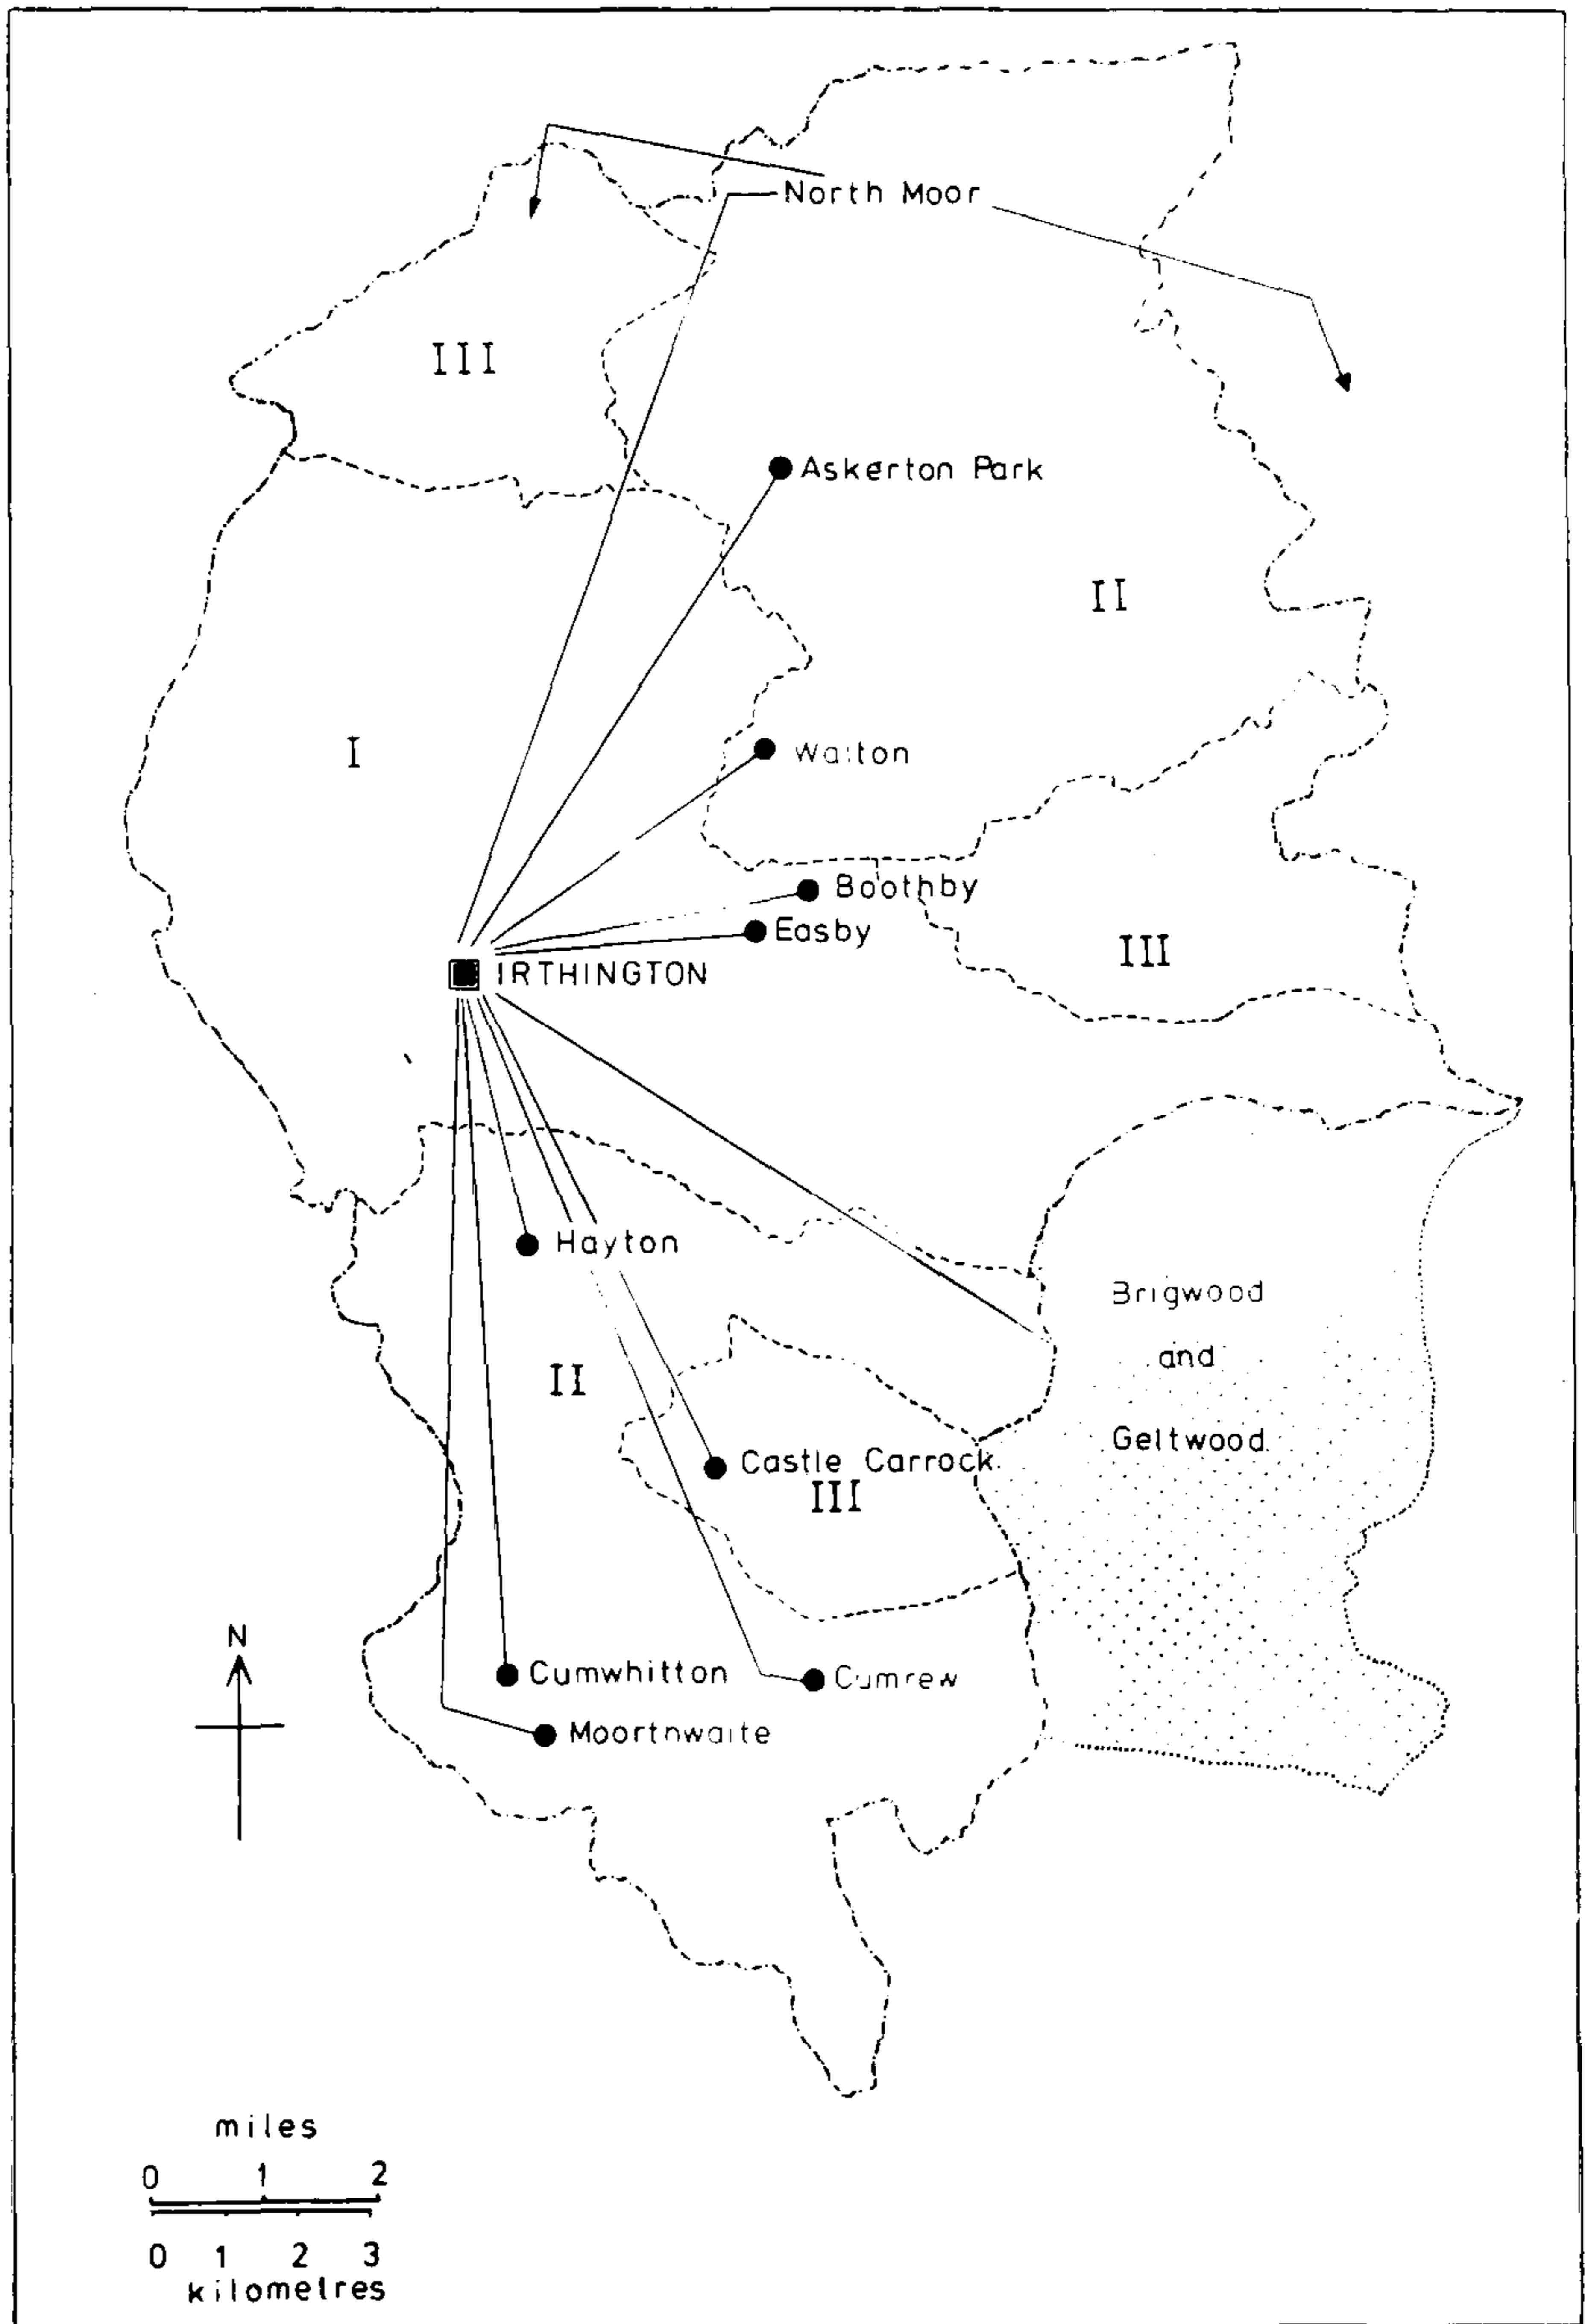 North Moor
III
Askerton Park
II
I
Walton
Boothby
Easby
III
IRTHINGTON
Hayton
Brigwood
and
II
Geltwood
Castle Carrock
III
N
Cumwhitton
Cumrew
Moorthwaite
miles
0 1 2
0 1 2 3
kilometres